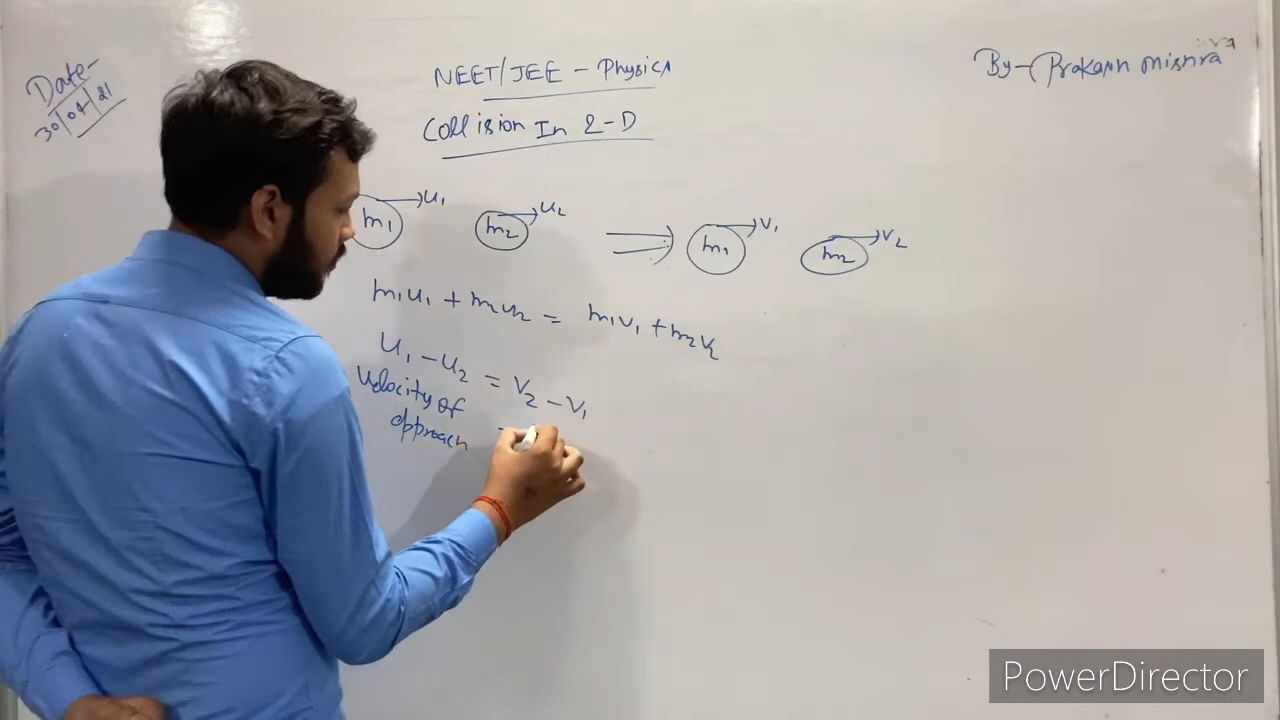 Date-
30/04/21
NEET/JEE - Physics
By- Prakash Mishra
Collision In 2-D
m₁ u₁ m₂ u₂ ⇒ m₁ v₁ m₂ v₂
m₁u₁ + m₂u₂ = m₁v₁ + m₂v₂
u₁ - u₂ = v₂ - v₁
Velocity of
approach =
PowerDirector